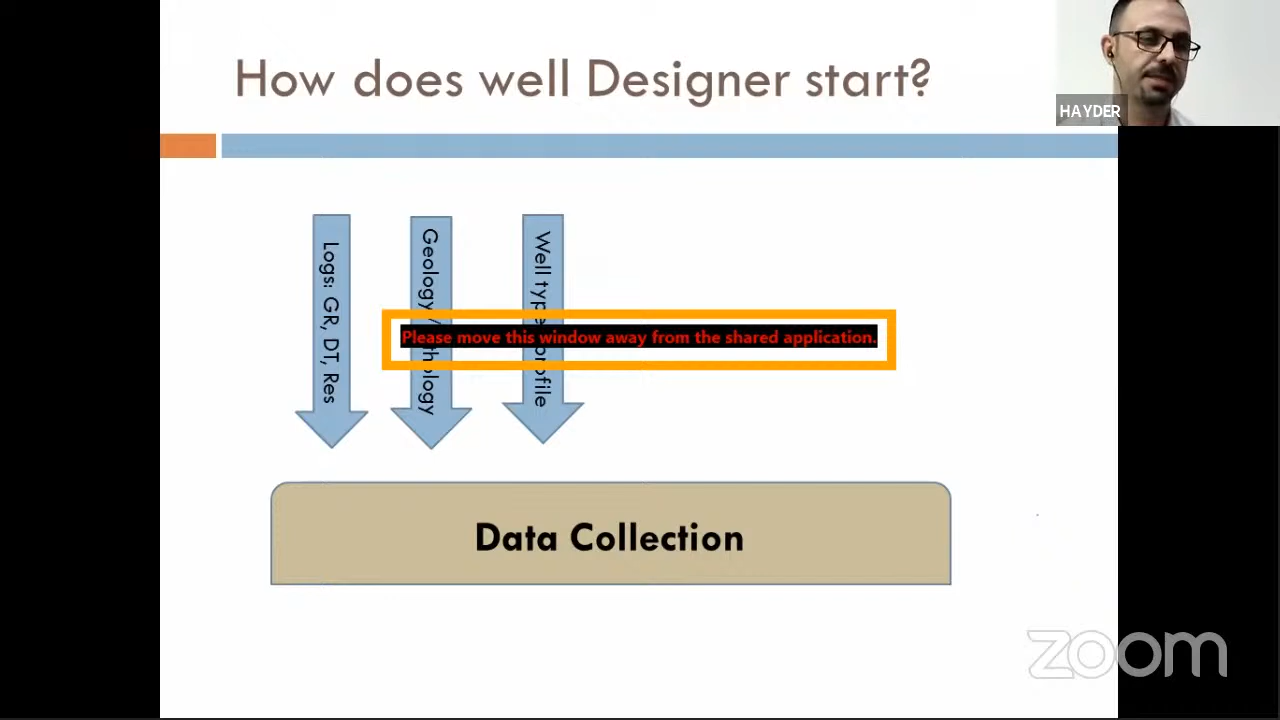 How does well Designer start?
HAYDER
Logs: GR, DT, Res
Geology
Well type
profile
Please move this window away from the shared application.
Data Collection
zoom